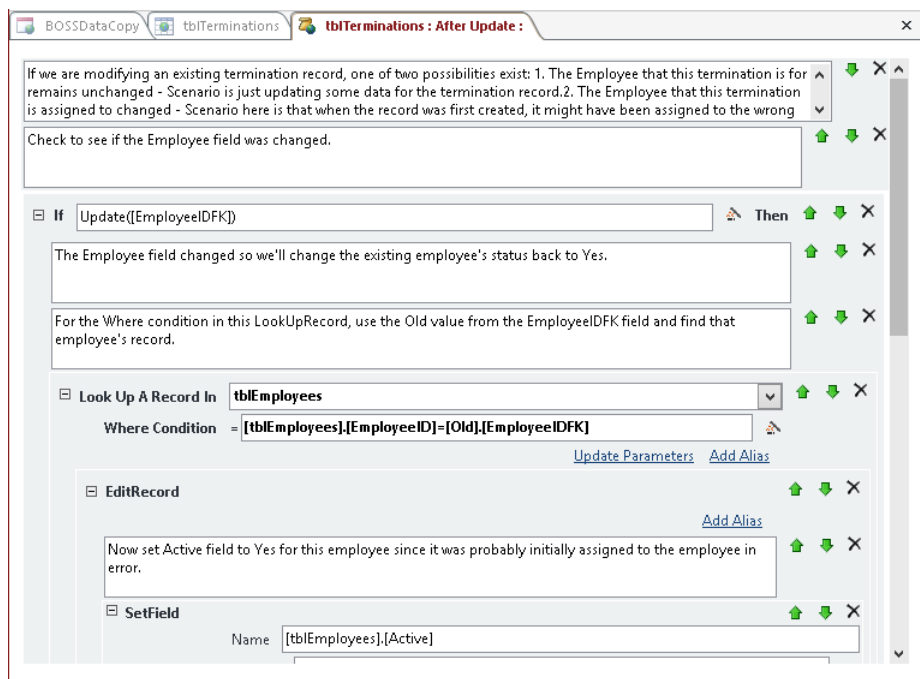 BOSSDataCopy
tblTerminations
tblTerminations : After Update :
If we are modifying an existing termination record, one of two possibilities exist: 1. The Employee that this termination is for
remains unchanged - Scenario is just updating some data for the termination record.2. The Employee that this termination
is assigned to changed - Scenario here is that when the record was first created, it might have been assigned to the wrong
Check to see if the Employee field was changed.
If Update([EmployeeIDFK]) Then
The Employee field changed so we'll change the existing employee's status back to Yes.
For the Where condition in this LookUpRecord, use the Old value from the EmployeeIDFK field and find that
employee's record.
Look Up A Record In tblEmployees
Where Condition = [tblEmployees].[EmployeeID]=[Old].[EmployeeIDFK]
Update Parameters Add Alias
EditRecord
Add Alias
Now set Active field to Yes for this employee since it was probably initially assigned to the employee in
error.
SetField
Name [tblEmployees].[Active]